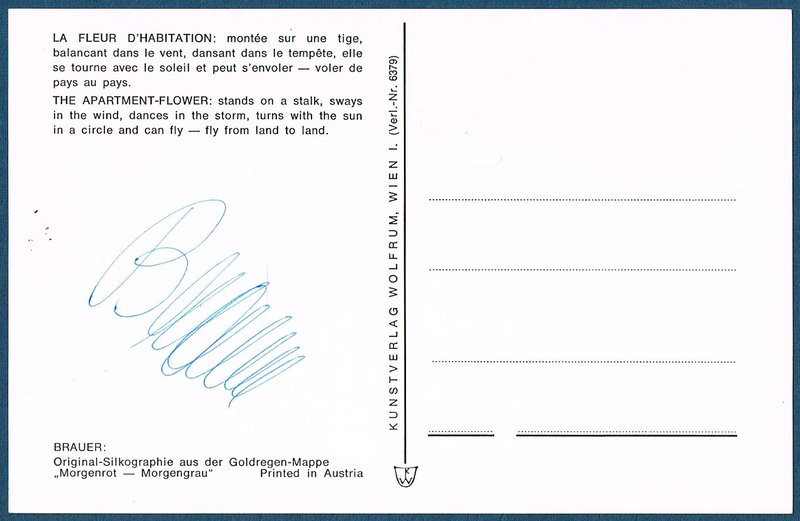 LA FLEUR D'HABITATION: montée sur une tige,
balancant dans le vent, dansant dans le tempête, elle
se tourne avec le soleil et peut s'envoler — voler de
pays au pays.
THE APARTMENT-FLOWER: stands on a stalk, sways
in the wind, dances in the storm, turns with the sun
in a circle and can fly — fly from land to land.
Brauer
BRAUER:
Original-Silkographie aus der Goldregen-Mappe
„Morgenrot — Morgengrau" Printed in Austria
KUNSTVERLAG WOLFRUM, WIEN I. (Verl.-Nr. 6379)
KW